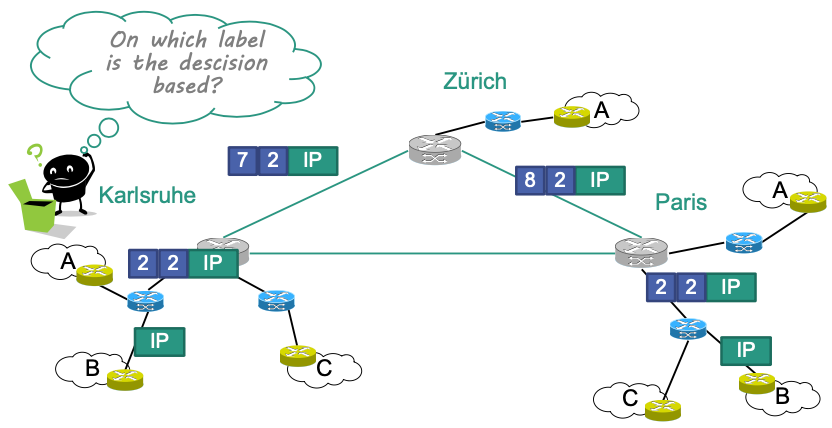 On which label
is the descision
based?
Zürich
A
7 2 IP
8 2 IP
Karlsruhe
Paris
A
A
2 2 IP
2 2 IP
IP
IP
B
C
C
B